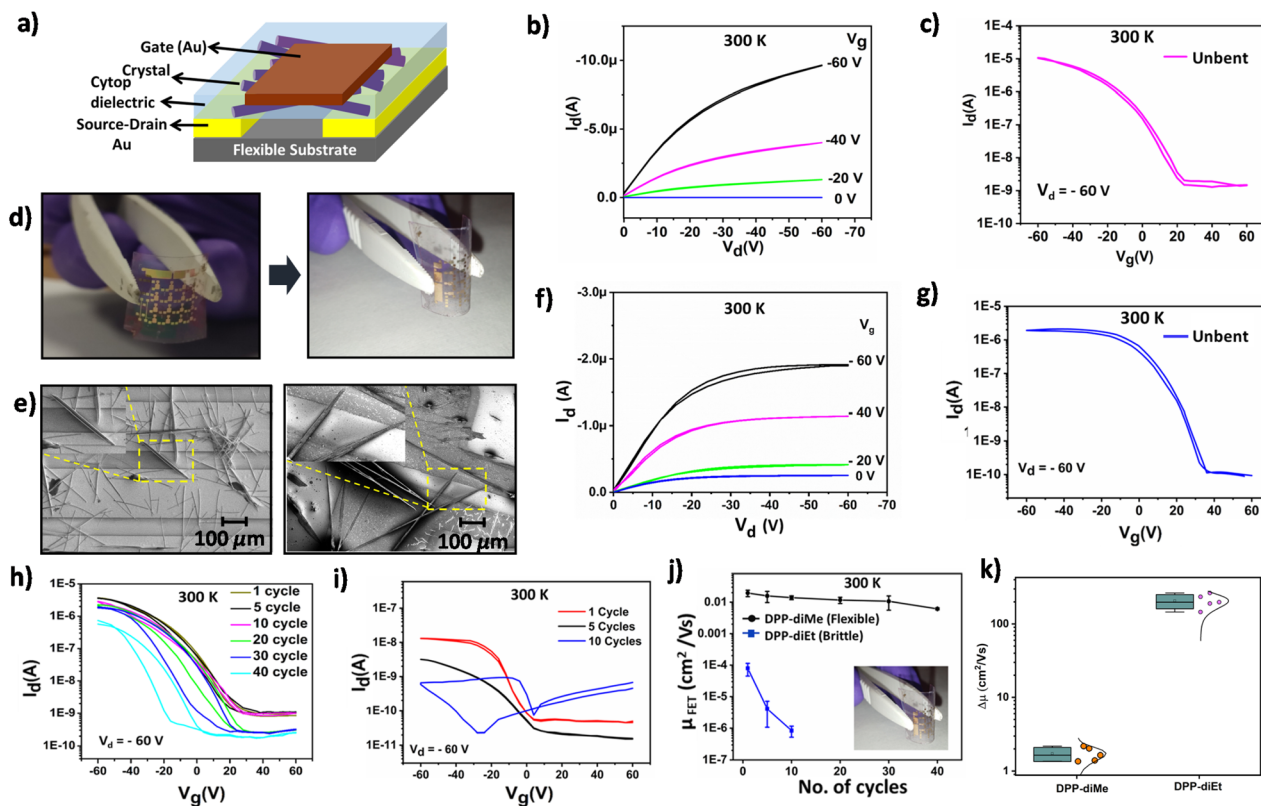 a)
Gate (Au)
Crystal
Cytop
dielectric
Source-Drain
Au
Flexible Substrate
b)
300 K
Vg
-60 V
-40 V
-20 V
0 V
-10.0μ
-5.0μ
0.0
Id(A)
0 -10 -20 -30 -40 -50 -60 -70
Vd(V)
c)
300 K
Unbent
1E-4
1E-5
1E-6
1E-7
1E-8
1E-9
1E-10
Id(A)
Vd = - 60 V
-60 -40 -20 0 20 40 60
Vg(V)
d)
e)
100 μm
100 μm
f)
300 K
Vg
- 60 V
- 40 V
- 20 V
0 V
-3.0μ
-2.0μ
-1.0μ
0.0
Id (A)
0 -10 -20 -30 -40 -50 -60 -70
Vd (V)
g)
300 K
Unbent
1E-5
1E-6
1E-7
1E-8
1E-9
1E-10
Id(A)
Vd = - 60 V
-60 -40 -20 0 20 40 60
Vg(V)
h)
300 K
1 cycle
5 cycle
10 cycle
20 cycle
30 cycle
40 cycle
1E-5
1E-6
1E-7
1E-8
1E-9
1E-10
Id(A)
Vd = - 60 V
-60 -40 -20 0 20 40 60
Vg(V)
i)
300 K
1 Cycle
5 Cycles
10 Cycles
1E-7
1E-8
1E-9
1E-10
1E-11
Id(A)
Vd = - 60 V
-60 -40 -20 0 20 40 60
Vg(V)
j)
300 K
0.1
0.01
0.001
1E-4
1E-5
1E-6
1E-7
μ FET (cm2 /Vs)
DPP-diMe (Flexible)
DPP-diEt (Brittle)
0 10 20 30 40
No. of cycles
k)
100
10
1
Δμ (cm2/Vs)
DPP-diMe DPP-diEt